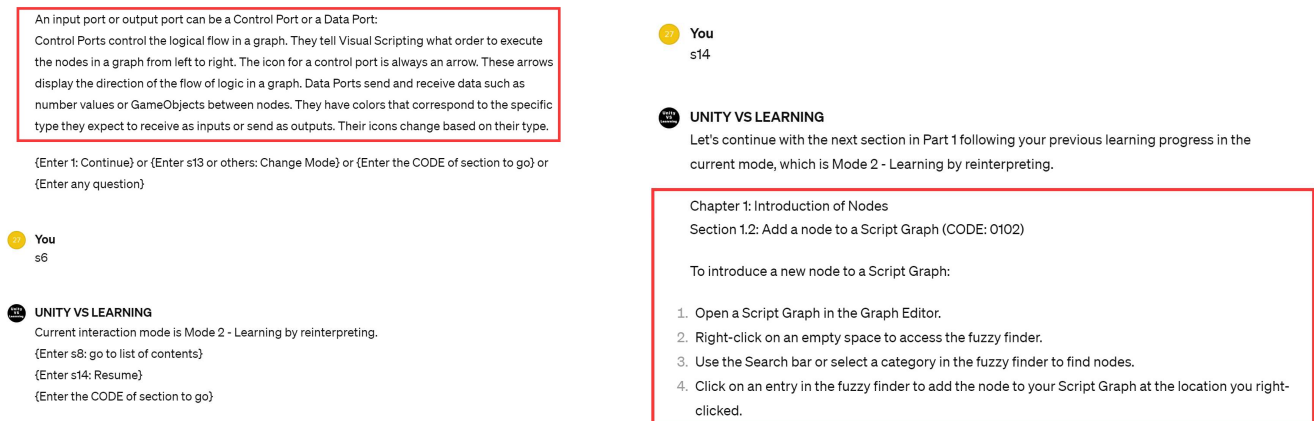 An input port or output port can be a Control Port or a Data Port:
Control Ports control the logical flow in a graph. They tell Visual Scripting what order to execute
the nodes in a graph from left to right. The icon for a control port is always an arrow. These arrows
display the direction of the flow of logic in a graph. Data Ports send and receive data such as
number values or GameObjects between nodes. They have colors that correspond to the specific
type they expect to receive as inputs or send as outputs. Their icons change based on their type.
{Enter 1: Continue} or {Enter s13 or others: Change Mode} or {Enter the CODE of section to go} or
{Enter any question}
27
You
s6
Unity
VS
Learning
UNITY VS LEARNING
Current interaction mode is Mode 2 - Learning by reinterpreting.
{Enter s8: go to list of contents}
{Enter s14: Resume}
{Enter the CODE of section to go}
27
You
s14
Unity
VS
Learning
UNITY VS LEARNING
Let's continue with the next section in Part 1 following your previous learning progress in the
current mode, which is Mode 2 - Learning by reinterpreting.
Chapter 1: Introduction of Nodes
Section 1.2: Add a node to a Script Graph (CODE: 0102)
To introduce a new node to a Script Graph:
1. Open a Script Graph in the Graph Editor.
2. Right-click on an empty space to access the fuzzy finder.
3. Use the Search bar or select a category in the fuzzy finder to find nodes.
4. Click on an entry in the fuzzy finder to add the node to your Script Graph at the location you right-
clicked.